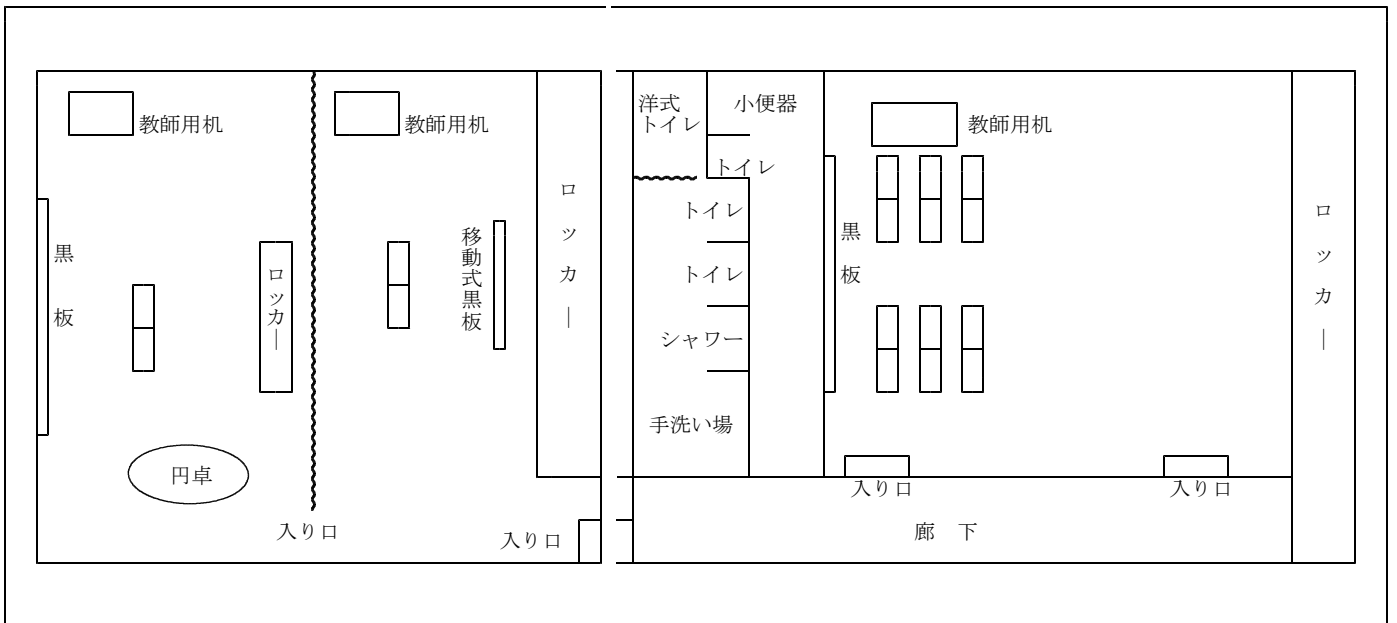 教師用机
黒板
ロッカ―
円卓
入り口
教師用机
移動式黒板
ロッカ―
入り口
洋式
トイレ
小便器
トイレ
トイレ
トイレ
シャワー
手洗い場
教師用机
黒板
入り口
入り口
廊　下
ロッカ―